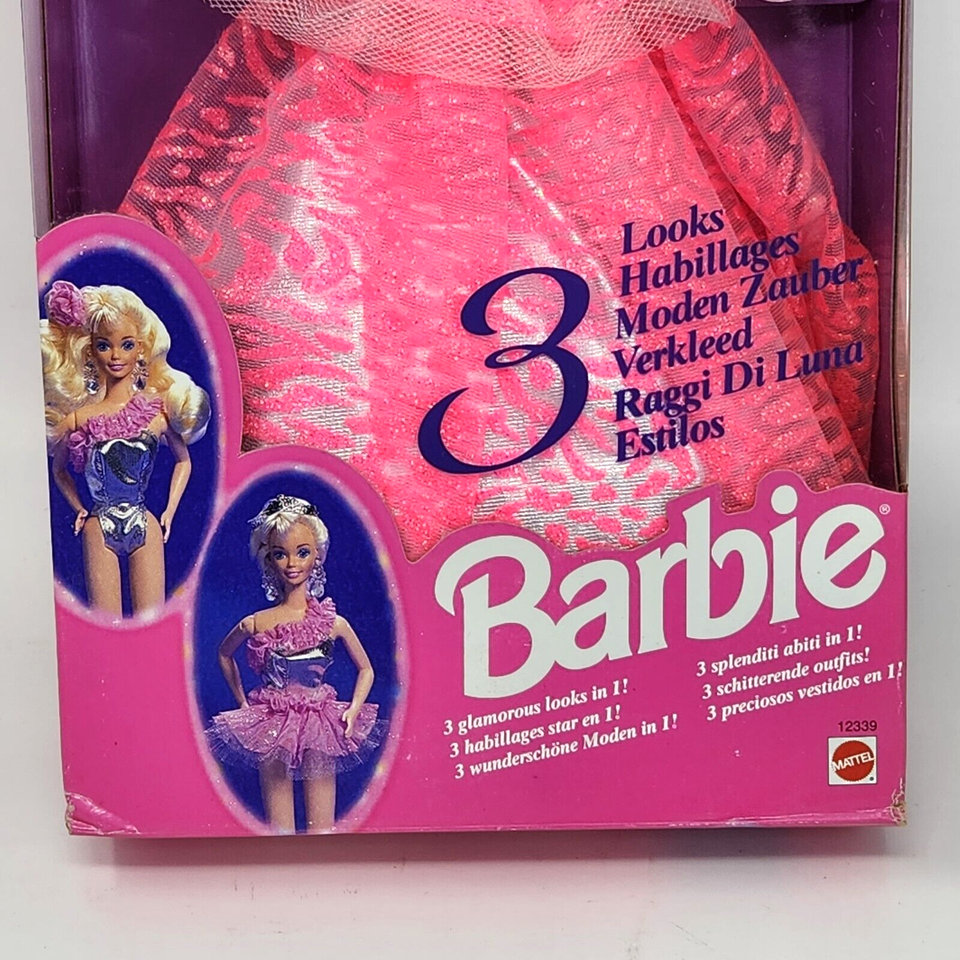 3
Looks
Habillages
Moden Zauber
Verkleed
Raggi Di Luna
Estilos
Barbie®
3 glamorous looks in 1!
3 habillages star en 1!
3 wunderschöne Moden in 1!
3 splenditi abiti in 1!
3 schitterende outfits!
3 preciosos vestidos en 1!
12339
MATTEL